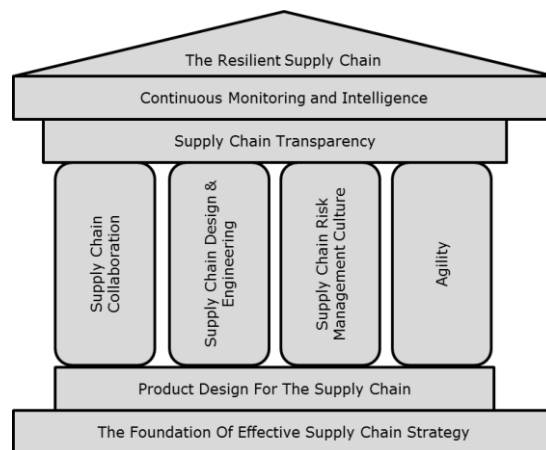 The Resilient Supply Chain
Continuous Monitoring and Intelligence
Supply Chain Transparency
Supply Chain
Collaboration
Supply Chain Design &
Engineering
Supply Chain Risk
Management Culture
Agility
Product Design For The Supply Chain
The Foundation Of Effective Supply Chain Strategy